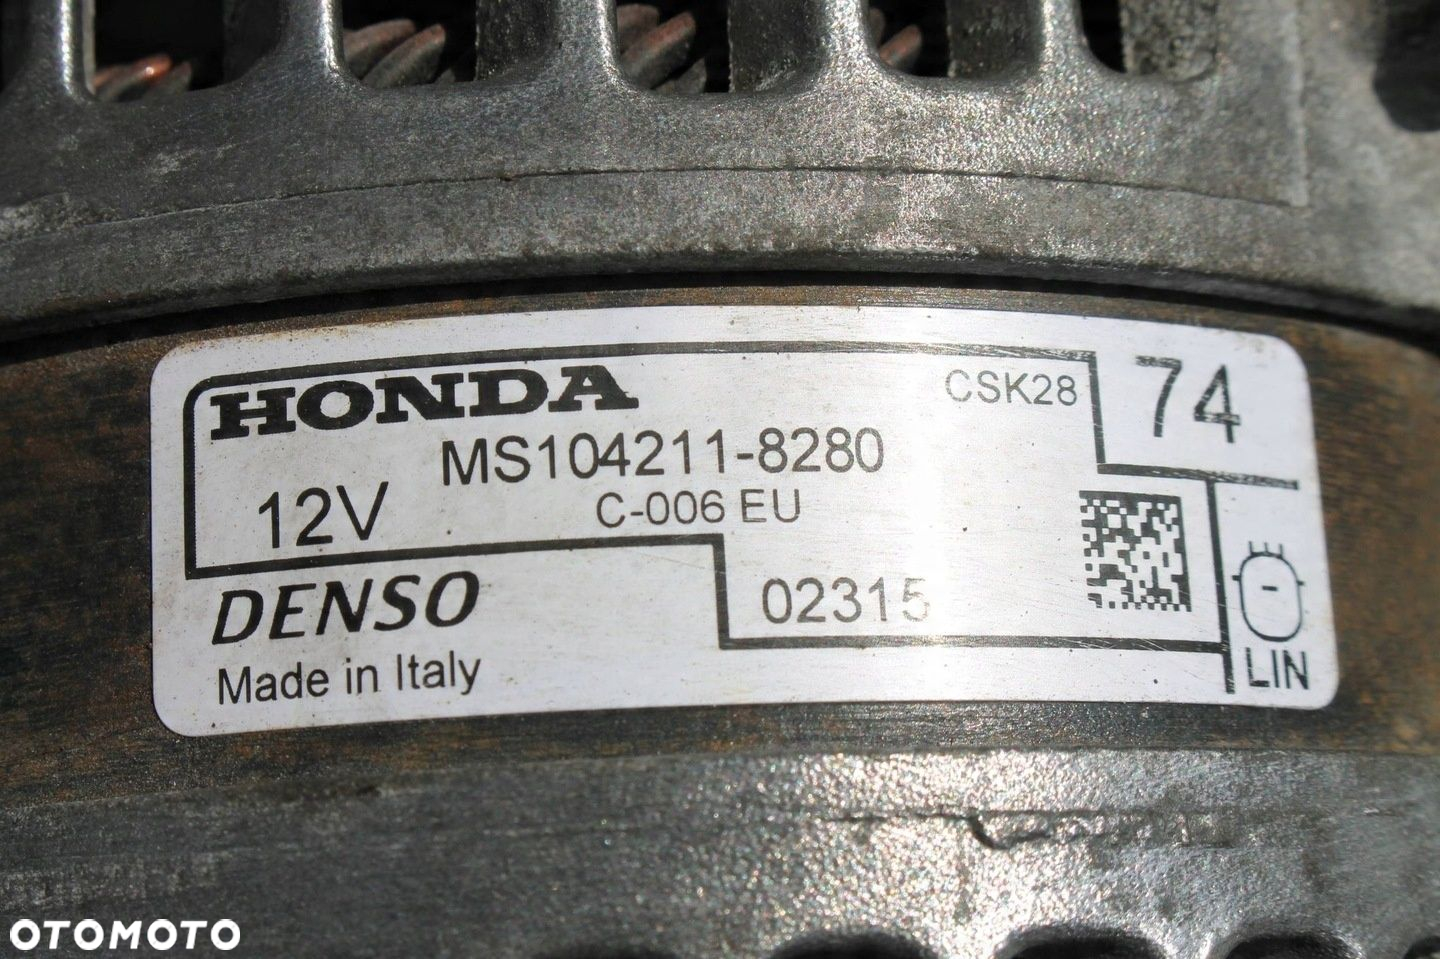 HONDA
CSK28
74
MS104211-8280
12V
C-006 EU
DENSO
02315
Made in Italy
LIN
OTOMOTO